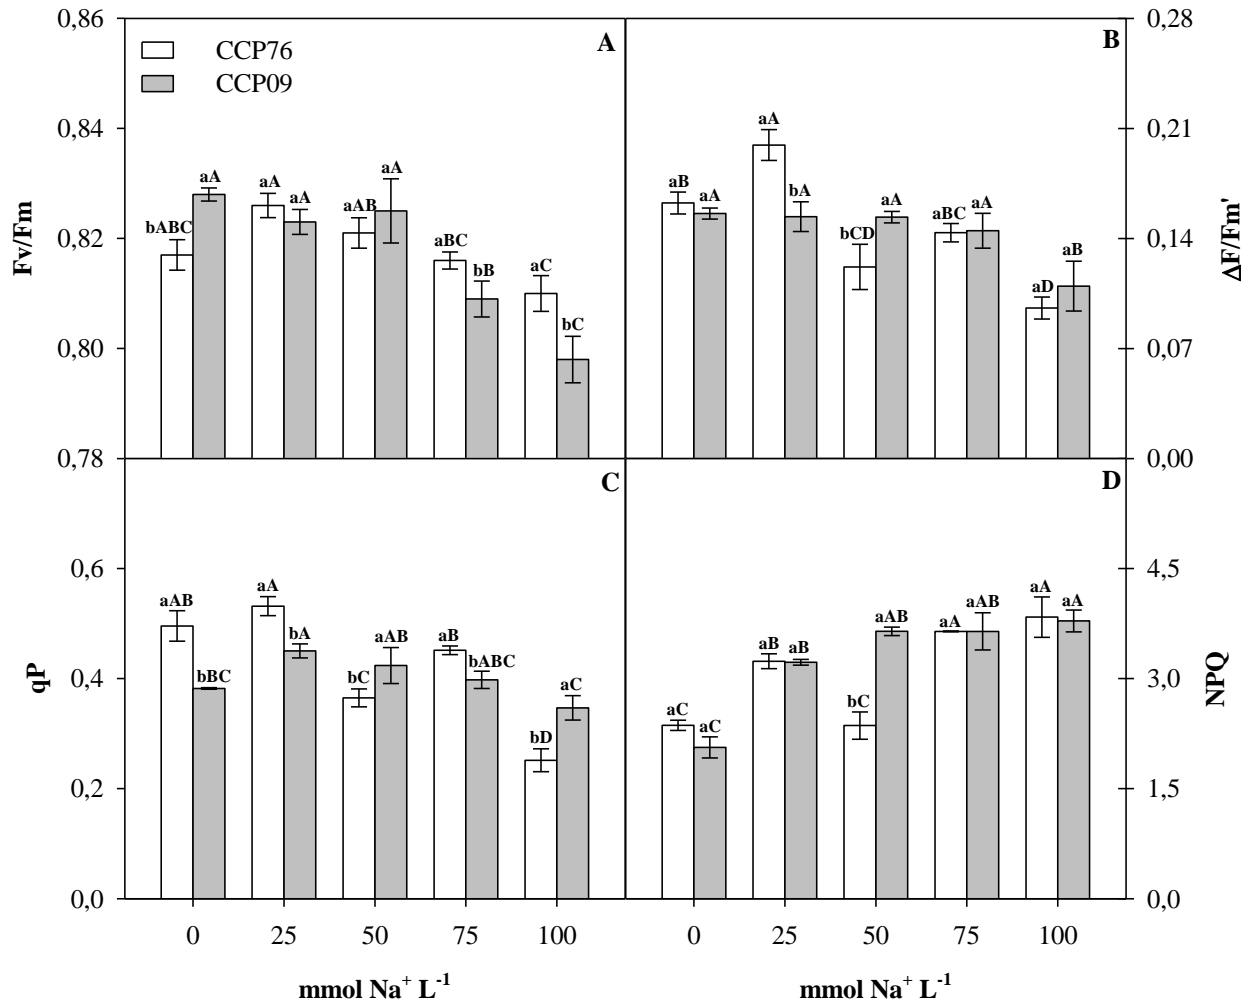 0,86
A
B
0,28
CCP76
CCP09
0,84
aA
0,21
aA
aA
aA
aA
aAB
bABC
aB
aA
bA
aA
aBC
aA
Fv/Fm
0,82
aBC
bB
aC
bC
bCD
aD
aB
0,14
ΔF/Fm'
0,80
0,07
0,78
0,00
C
D
0,6
4,5
aAB
bBC
aA
bA
bC
aAB
aB
bABC
bD
aC
aC
aC
aB
aB
bC
aAB
aA
aAB
aA
aA
qP
0,4
3,0
NPQ
0,2
1,5
0,0
0,0
0 25 50 75 100
0 25 50 75 100
mmol Na⁺ L⁻¹
mmol Na⁺ L⁻¹